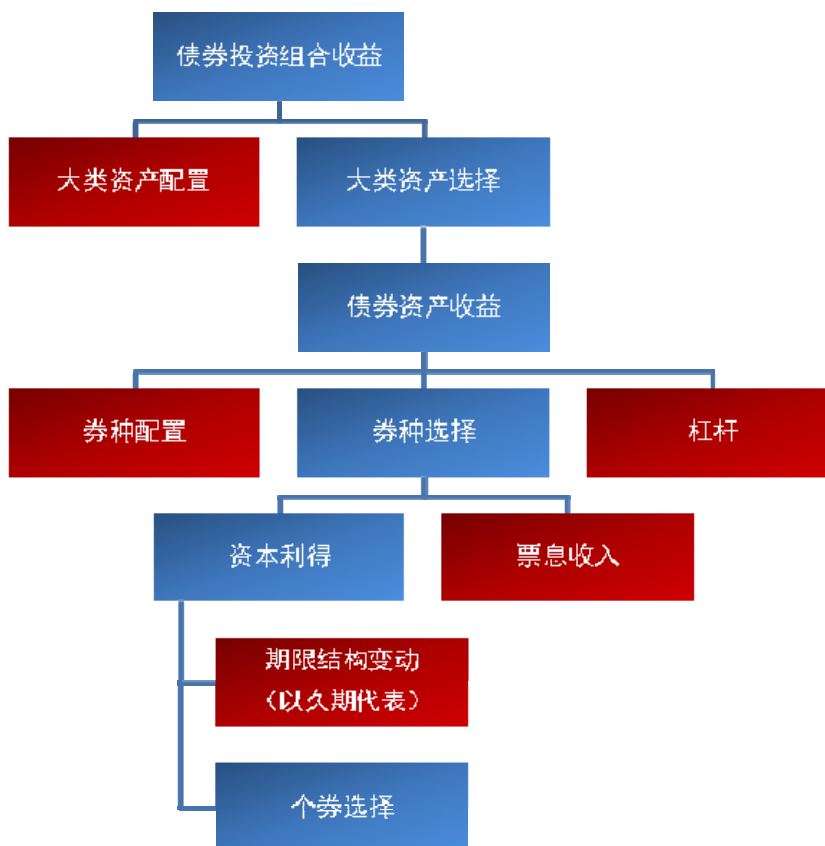 债券投资组合收益
大类资产配置
大类资产选择
债券资产收益
券种配置
券种选择
杠杆
资本利得
票息收入
期限结构变动
（以久期代表）
个券选择